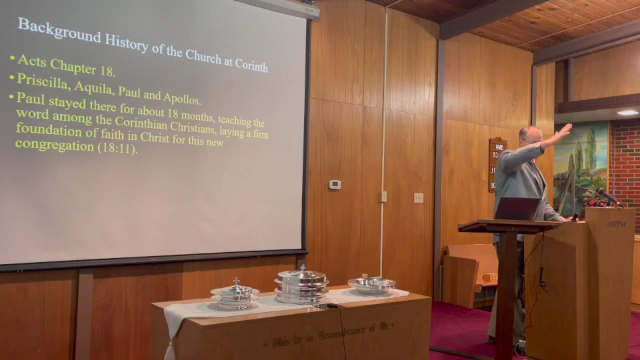 Background History of the Church at Corinth
• Acts Chapter 18.
• Priscilla, Aquila, Paul and Apollos.
• Paul stayed there for about 18 months, teaching the
word among the Corinthian Christians, laying a firm
foundation of faith in Christ for this new
congregation (18:11).